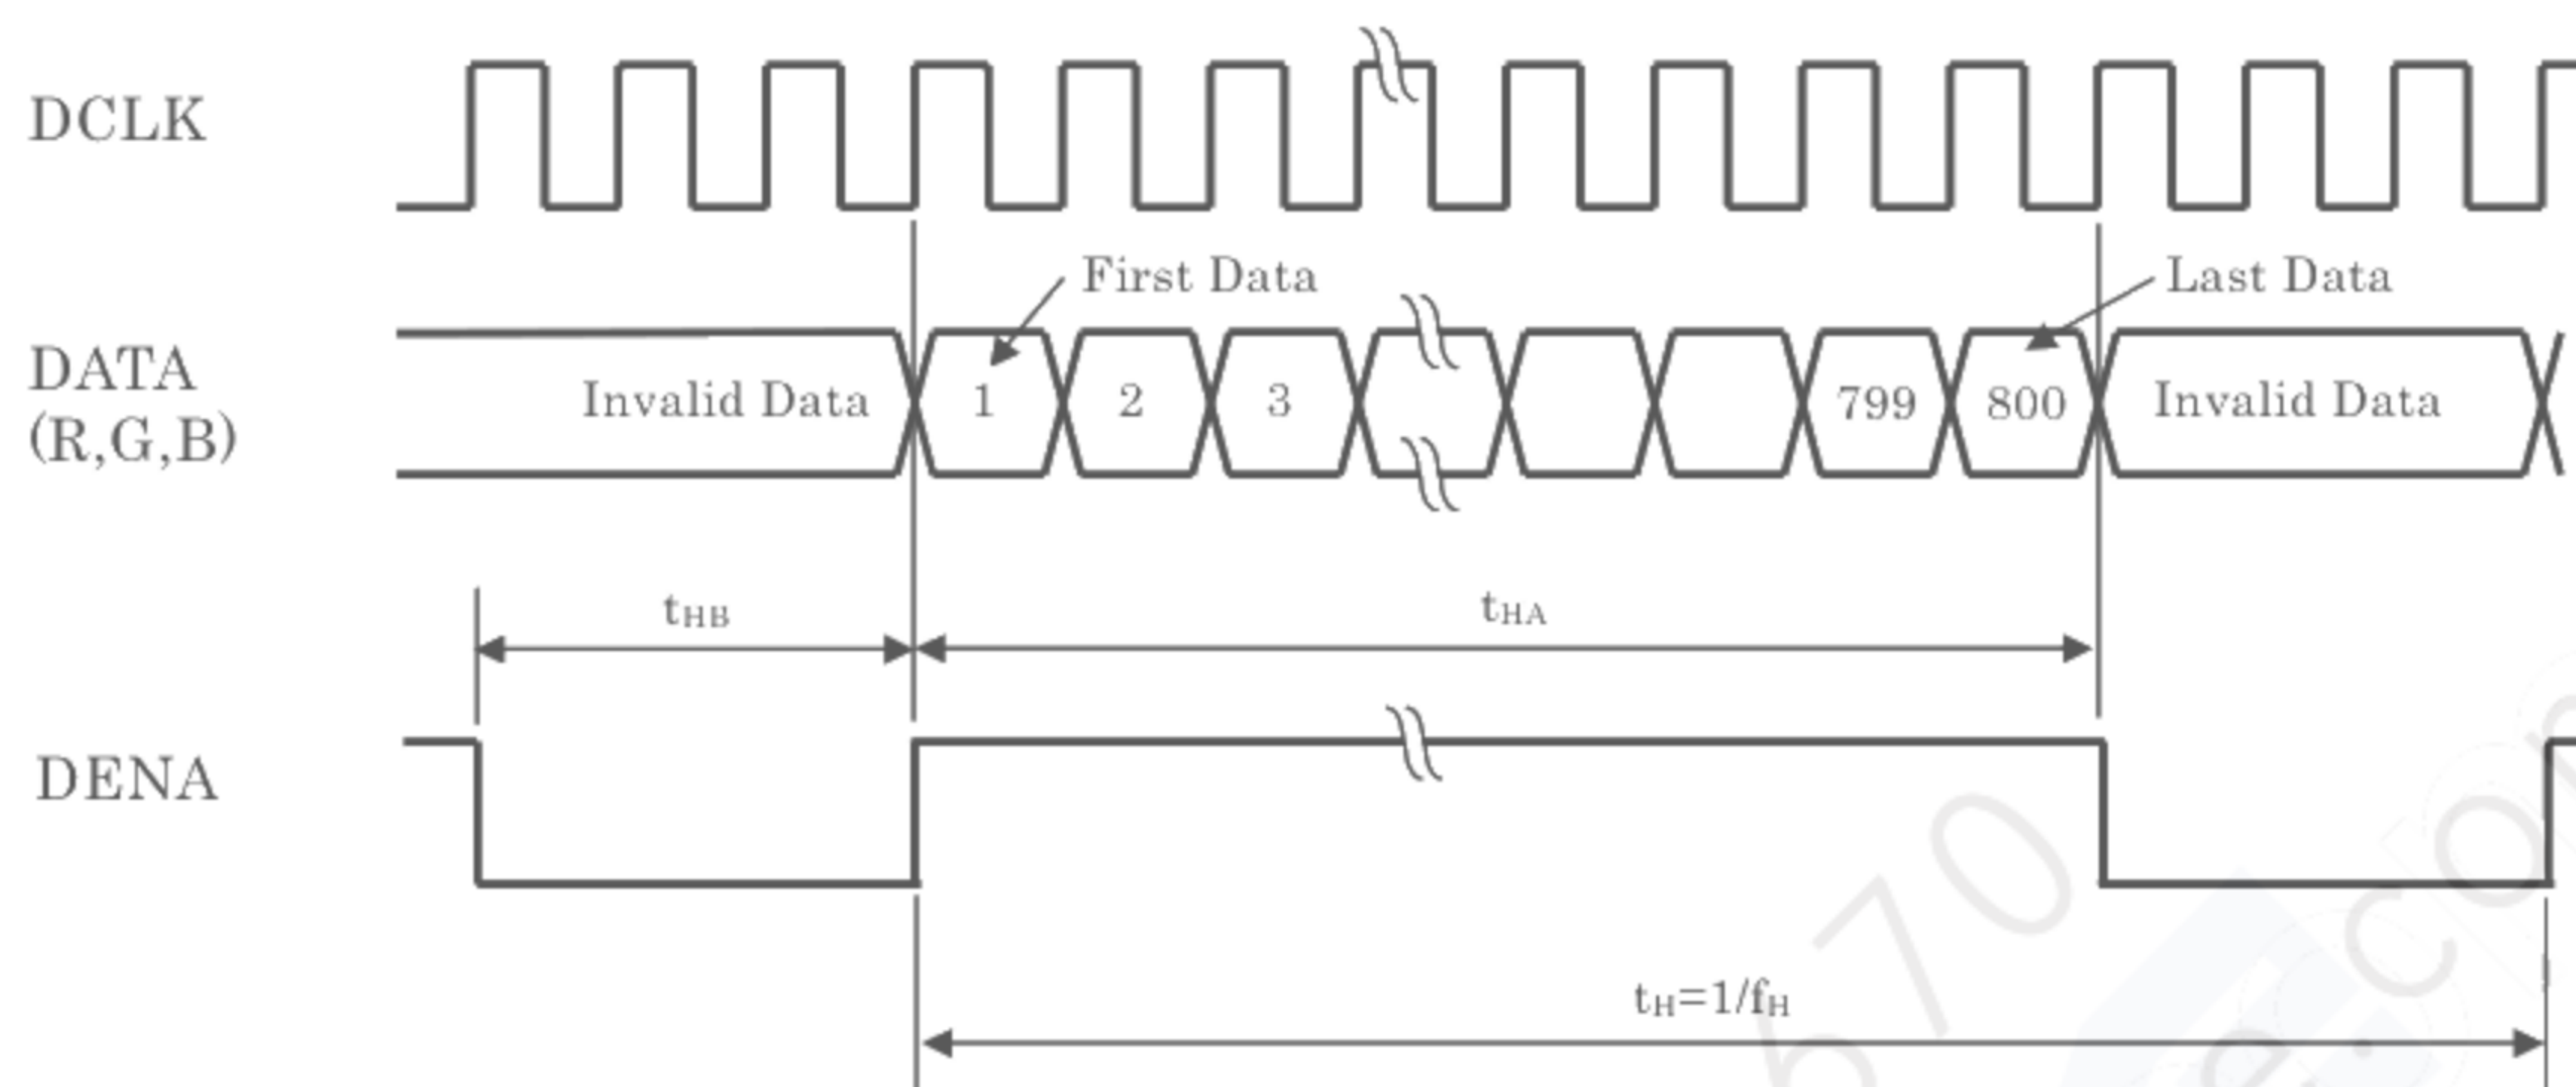 DCLK
First Data
Last Data
DATA
(R,G,B)
Invalid Data 1 2 3 799 800 Invalid Data
tHB tHA
DENA
tH=1/fH